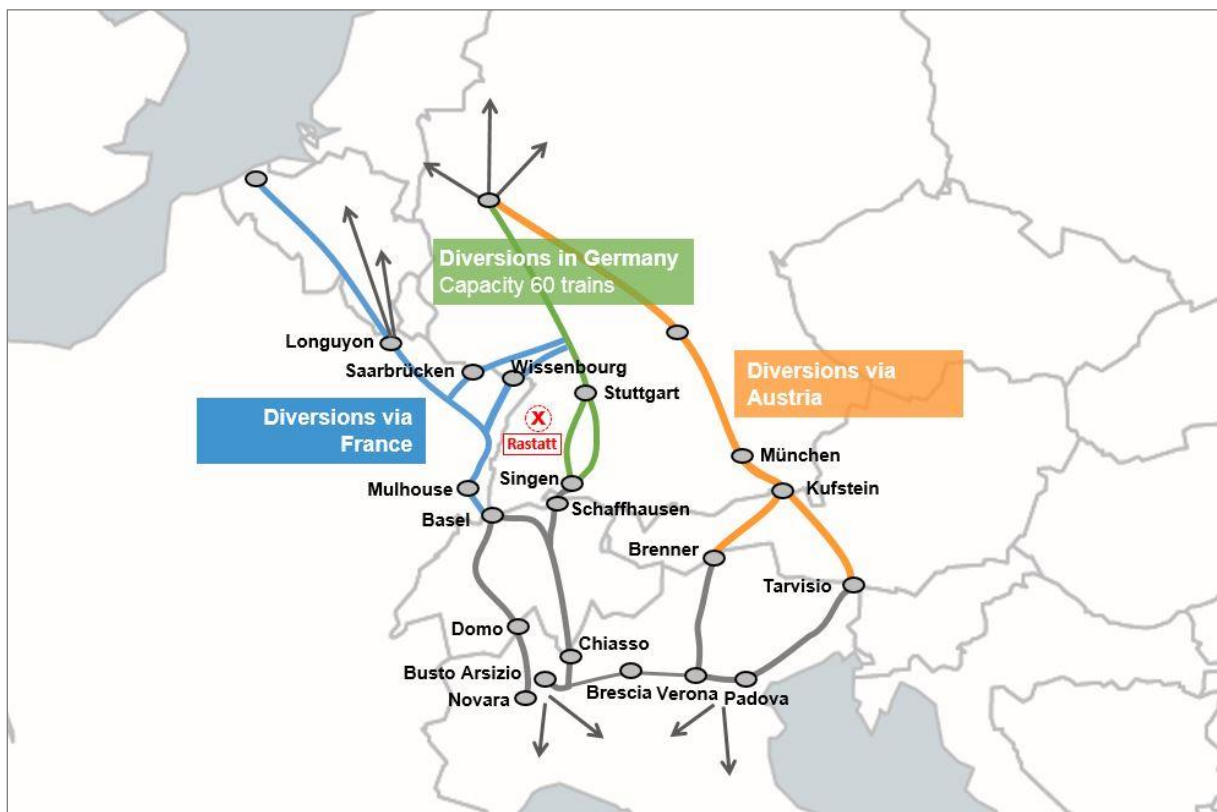 Diversions in Germany
Capacity 60 trains
Longuyon
Saarbrücken
Wissenbourg
Stuttgart
Diversions via
Austria
Diversions via
France
X
Rastatt
München
Singen
Mulhouse
Kufstein
Schaffhausen
Basel
Brenner
Tarvisio
Domo
Chiasso
Busto Arsizio
Brescia
Verona
Padova
Novara